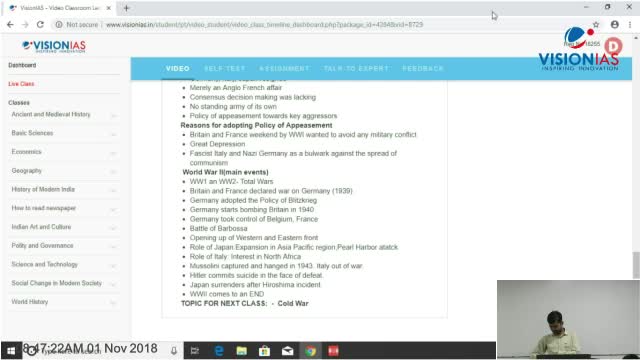 VisionIAS - Video Classroom Lec
Not secure | www.visionias.in/student/pt/video_student/video_class_timeline_dashboard.php?package_id=4284&vid=8729
VISIONIAS
INSPIRING INNOVATION
D
VISIONIAS
INSPIRING INNOVATION
Dashboard
VIDEO SELF TEST ASSIGNMENT TALK TO EXPERT FEEDBACK
Live Class
Classes
Ancient and Medieval History
Basic Sciences
Economics
Geography
History of Modern India
How to read newspaper
Indian Art and Culture
Polity and Governance
Science and Technology
Social Change in Modern Society
World History
Merely an Anglo French affair
Consensus decision making was lacking
No standing army of its own
Policy of appeasement towards key aggressors
Reasons for adopting Policy of Appeasement
Britain and France weekend by WWI wanted to avoid any military conflict
Great Depression
Fascist Italy and Nazi Germany as a bulwark against the spread of
communism
World War II(main events)
WW1 an WW2- Total Wars
Britain and France declared war on Germany (1939)
Germany adopted the Policy of Blitzkrieg
Germany starts bombing Britain in 1940
Germany took control of Belgium, France
Battle of Barbossa
Opening up of Western and Eastern front
Role of Japan:Expansion in Asia Pacific region,Pearl Harbor atatck
Role of Italy: Interest in North Africa
Mussolini captured and hanged in 1943. Italy out of war.
Hitler commits suicide in the face of defeat.
Japan surrenders after Hiroshima incident
WWII comes to an END
TOPIC FOR NEXT CLASS: - Cold War
8:47:22AM 01 Nov 2018
here to search